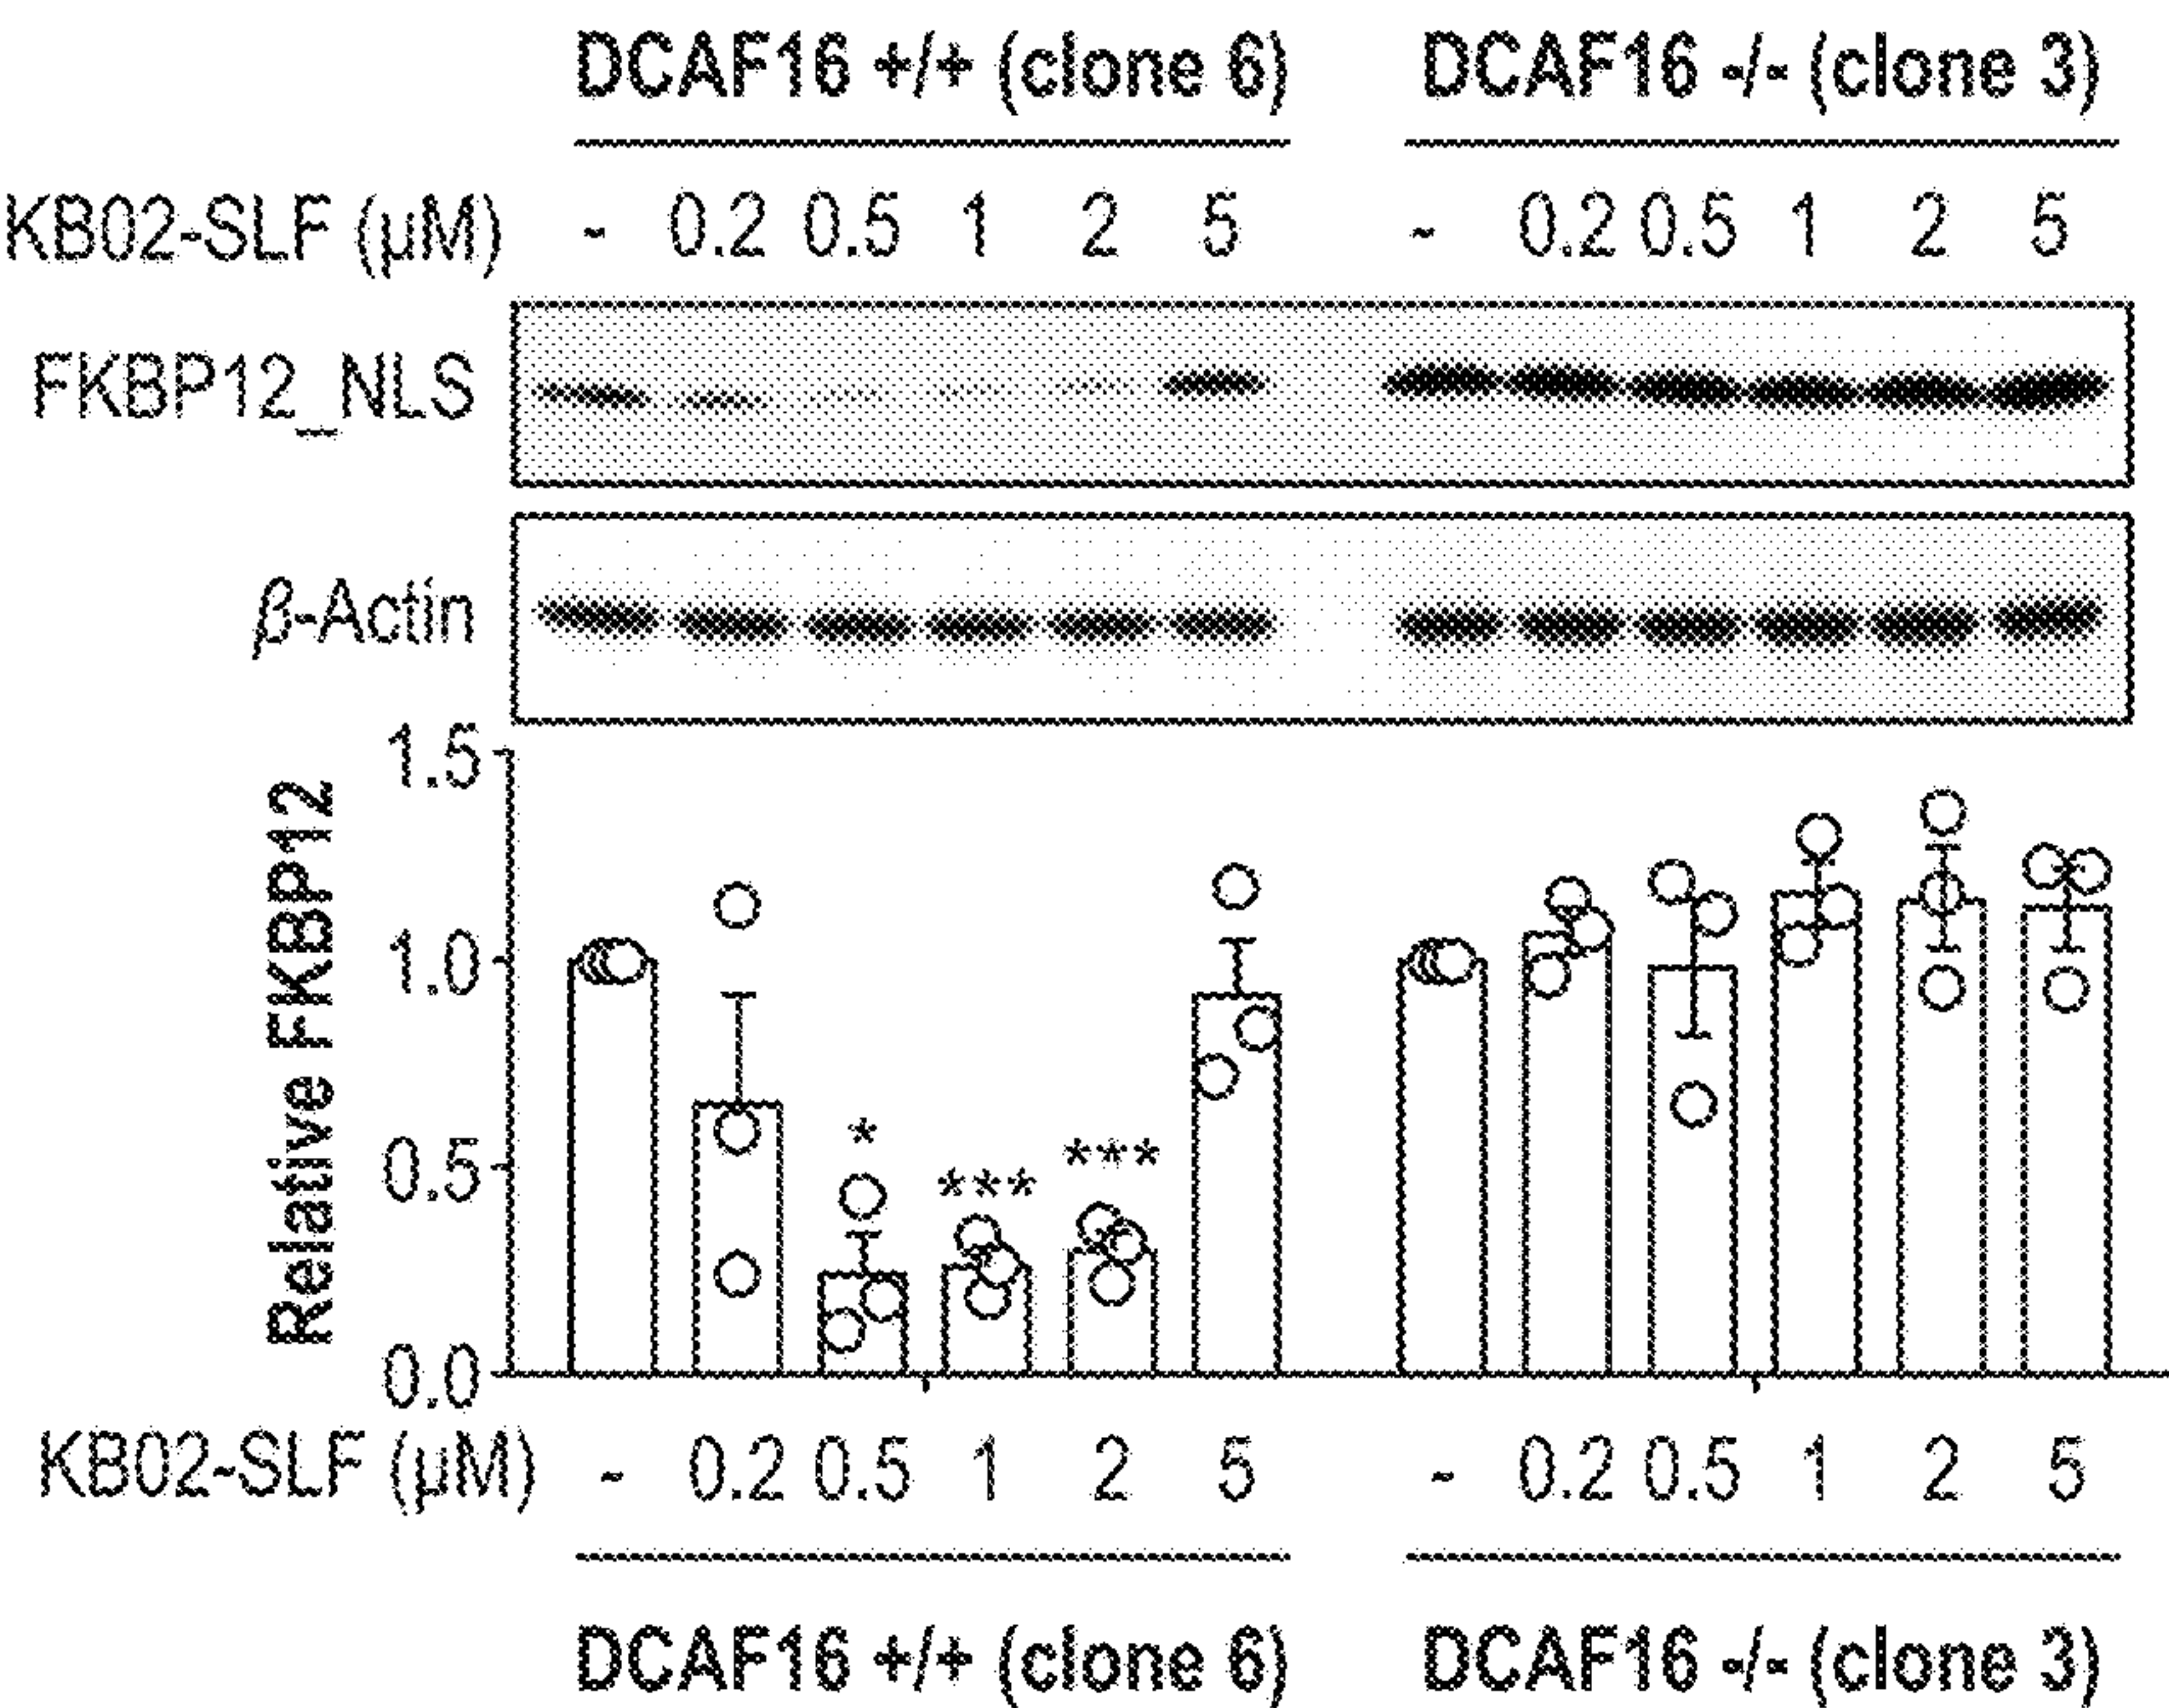 DCAF16 +/+ (clone 6) DCAF16 -/- (clone 3)
KB02-SLF (µM) - 0.2 0.5 1 2 5 - 0.2 0.5 1 2 5
FKBP12_NLS
β-Actin
Relative FKBP12
1.5
1.0
0.5
0.0
*
***
***
KB02-SLF (µM) - 0.2 0.5 1 2 5 - 0.2 0.5 1 2 5
DCAF16 +/+ (clone 6) DCAF16 -/- (clone 3)